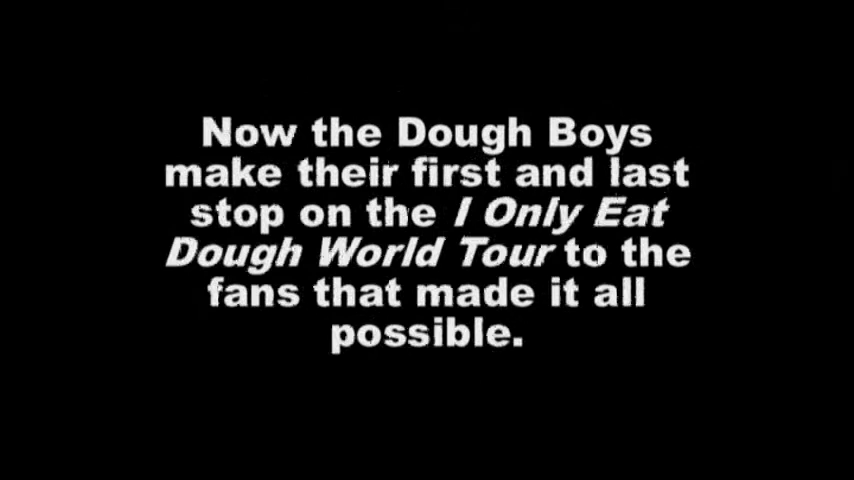 Now the Dough Boys
make their first and last
stop on the I Only Eat
Dough World Tour to the
fans that made it all
possible.